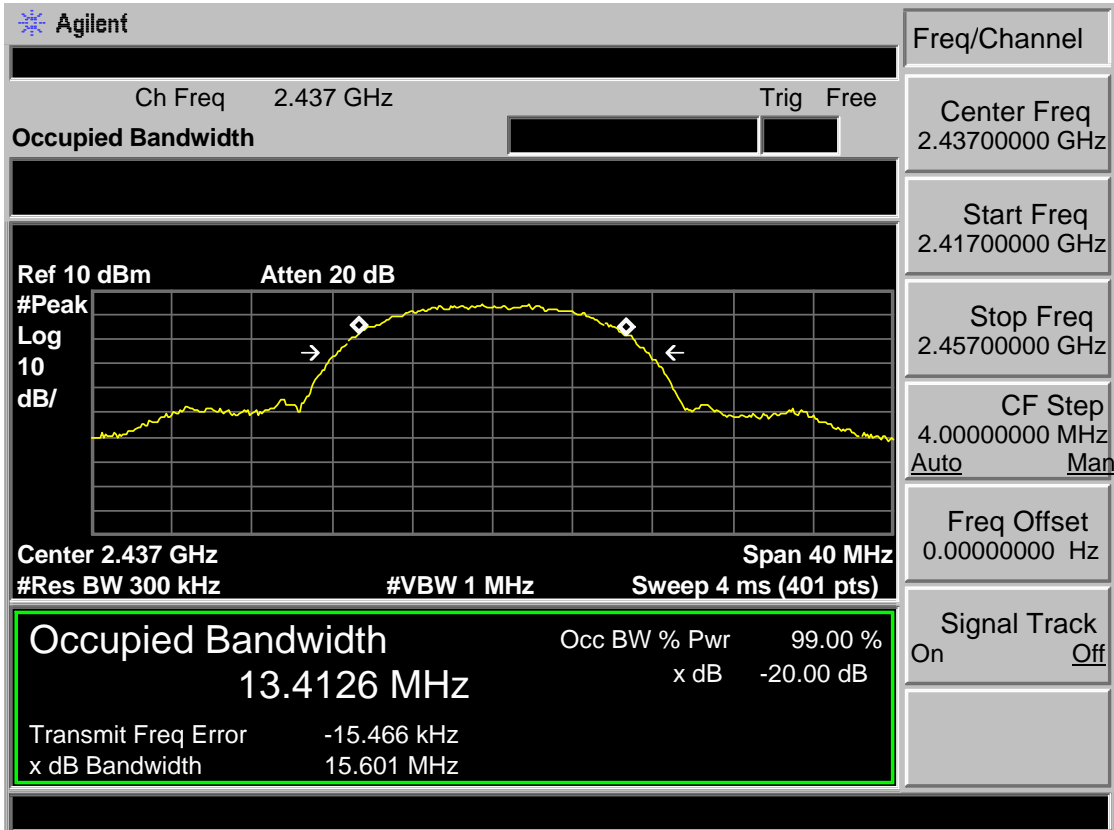 Agilent
Freq/Channel
Ch Freq 2.437 GHz Trig Free
Occupied Bandwidth
Center Freq
2.43700000 GHz
Start Freq
2.41700000 GHz
Stop Freq
2.45700000 GHz
CF Step
4.00000000 MHz
Auto Man
Freq Offset
0.00000000 Hz
Signal Track
On Off
Ref 10 dBm Atten 20 dB
#Peak
Log
10
dB/
Center 2.437 GHz Span 40 MHz
#Res BW 300 kHz #VBW 1 MHz Sweep 4 ms (401 pts)
Occupied Bandwidth
13.4126 MHz
Occ BW % Pwr 99.00 %
x dB -20.00 dB
Transmit Freq Error -15.466 kHz
x dB Bandwidth 15.601 MHz